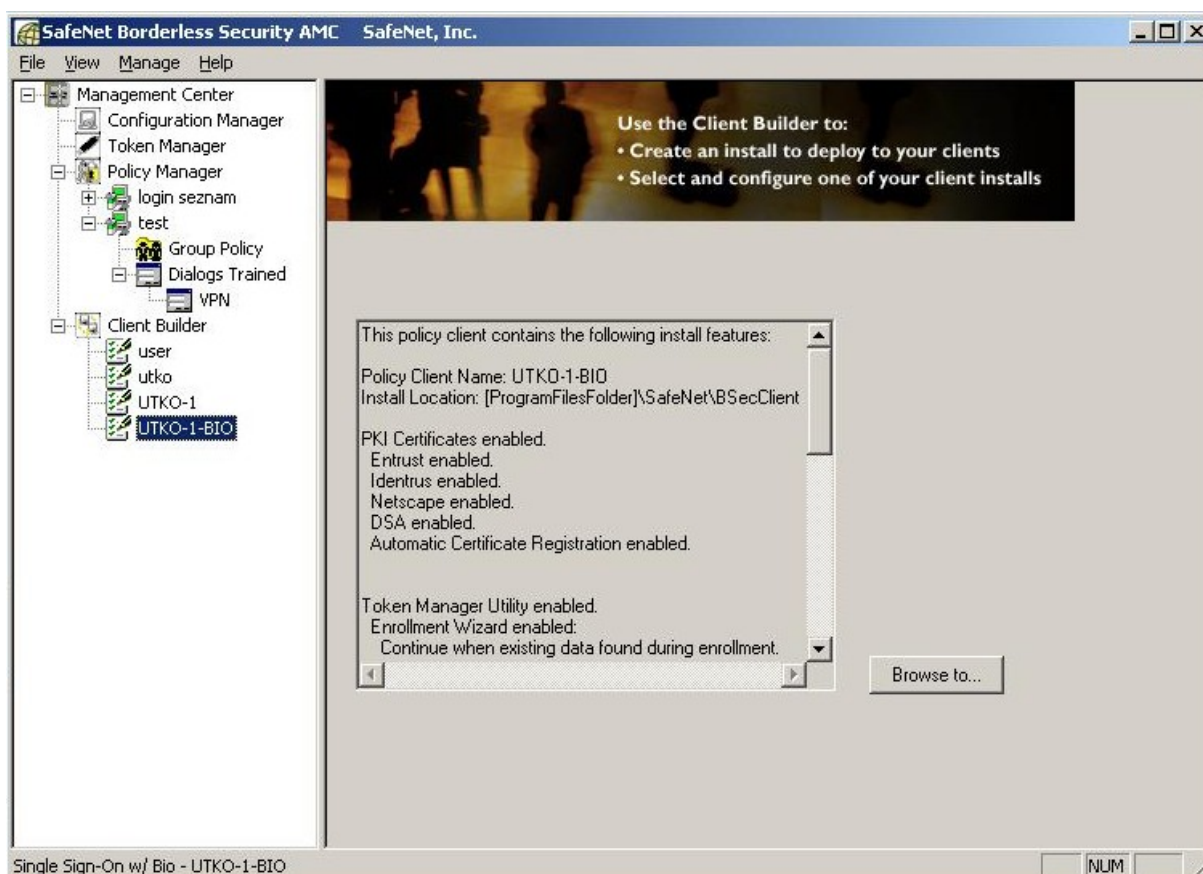 SafeNet Borderless Security AMC SafeNet, Inc.
File View Manage Help
Management Center
Configuration Manager
Token Manager
Policy Manager
login seznam
test
Group Policy
Dialogs Trained
VPN
Client Builder
user
utko
UTKO-1
UTKO-1-BIO
Use the Client Builder to:
• Create an install to deploy to your clients
• Select and configure one of your client installs
This policy client contains the following install features:
Policy Client Name: UTKO-1-BIO
Install Location: [ProgramFilesFolder]\SafeNet\BSecClient
PKI Certificates enabled.
Entrust enabled.
Identrus enabled.
Netscape enabled.
DSA enabled.
Automatic Certificate Registration enabled.
Token Manager Utility enabled.
Enrollment Wizard enabled:
Continue when existing data found during enrollment.
Browse to...
Single Sign-On w/ Bio - UTKO-1-BIO
NUM